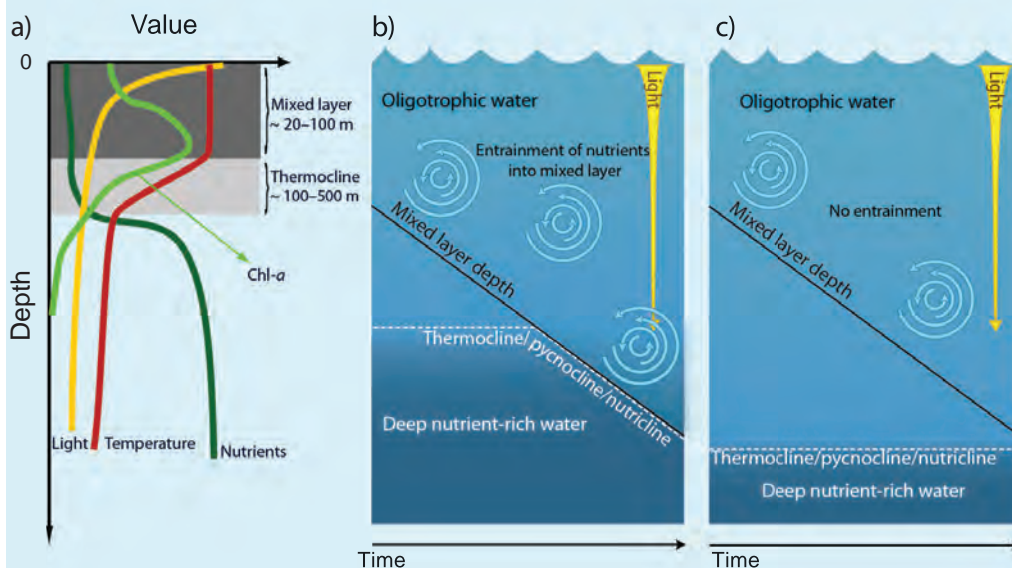 a)
Value
0
Mixed layer
~ 20–100 m
Thermocline
~ 100–500 m
Chl-a
Depth
Light
Temperature
Nutrients
b)
Oligotrophic water
Light
Entrainment of nutrients
into mixed layer
Mixed layer depth
Thermocline/pycnocline/nutricline
Deep nutrient-rich water
Time
c)
Oligotrophic water
Light
No entrainment
Mixed layer depth
Thermocline/pycnocline/nutricline
Deep nutrient-rich water
Time